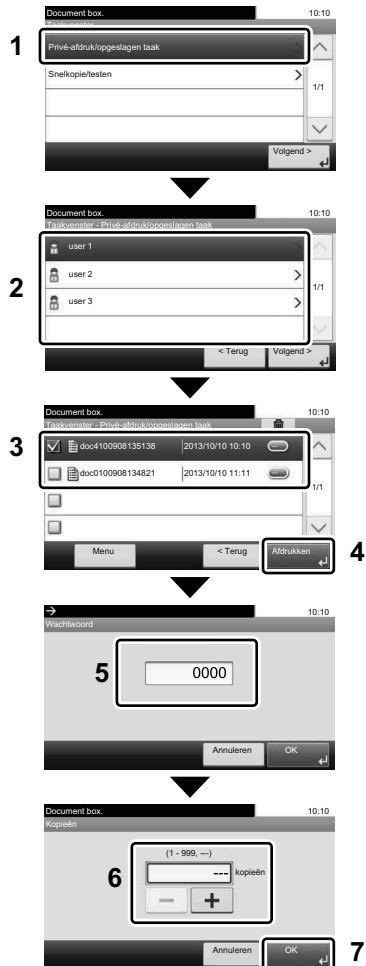 Document box.
10:10
Taakvenster
1
Privé-afdruk/opgeslagen taak
Snelkopie/testen
1/1
Volgend >
Document box.
10:10
Taakvenster - Privé-afdruk/opgeslagen taak
2
user 1
user 2
user 3
1/1
< Terug
Volgend >
Document box.
10:10
Taakvenster - Privé-afdruk/opgeslagen taak
3
doc4100908135138 2013/10/10 10:10
doc0100908134821 2013/10/10 11:11
1/1
Menu
< Terug
Afdrukken
4
10:10
Wachtwoord
5
0000
Annuleren
OK
Document box.
10:10
Kopieën
6
(1 - 999, ---)
--- kopieën
Annuleren
OK
7